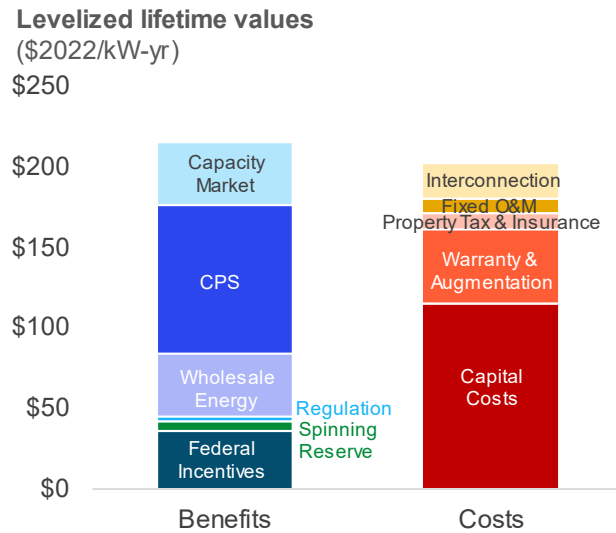 Levelized lifetime values
($2022/kW-yr)
$250
$200
$150
$100
$50
$0
Capacity
Market
CPS
Wholesale
Energy
Regulation
Spinning
Reserve
Federal
Incentives
Interconnection
Fixed O&M
Property Tax & Insurance
Warranty &
Augmentation
Capital
Costs
Benefits
Costs